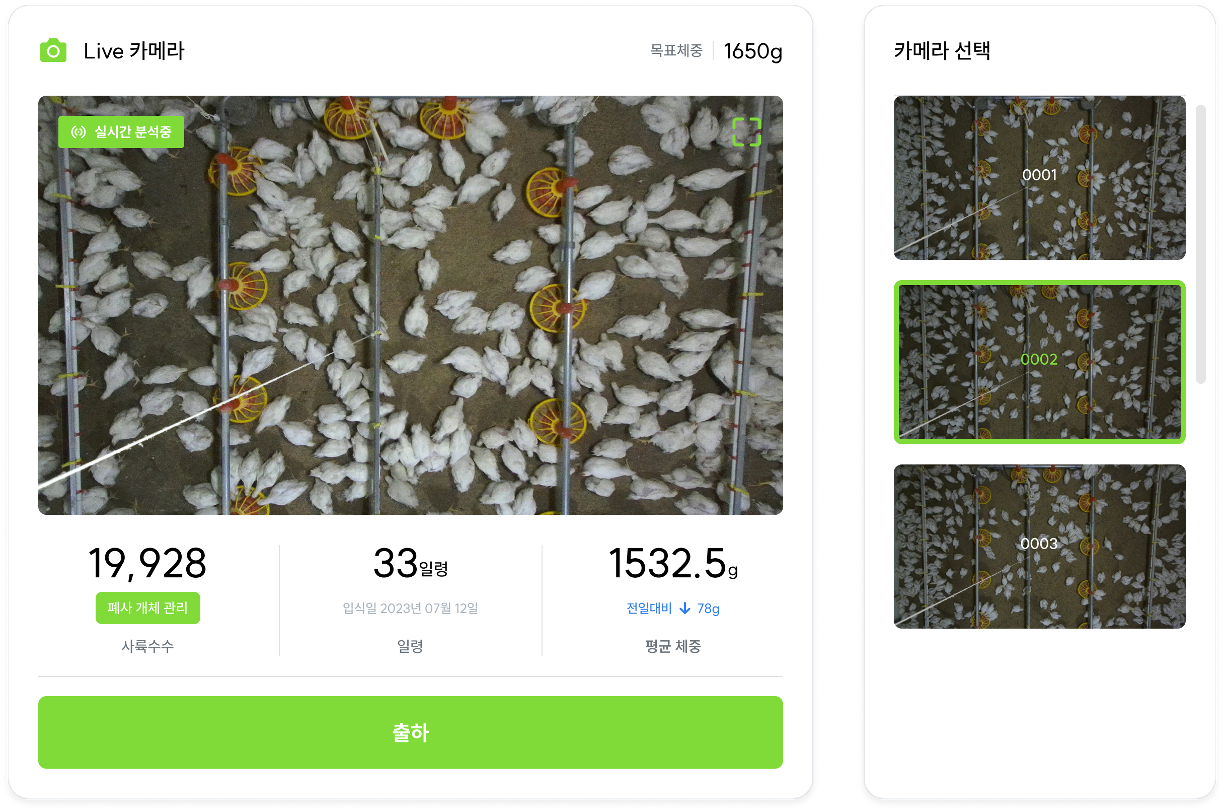 Live 카메라
목표체중 1650g
실시간 분석중
19,928
폐사 개체 관리
사륙수수
33일령
입식일 2023년 07월 12일
일령
1532.5g
전일대비 ↓ 78g
평균 체중
출하
카메라 선택
0001
0002
0003